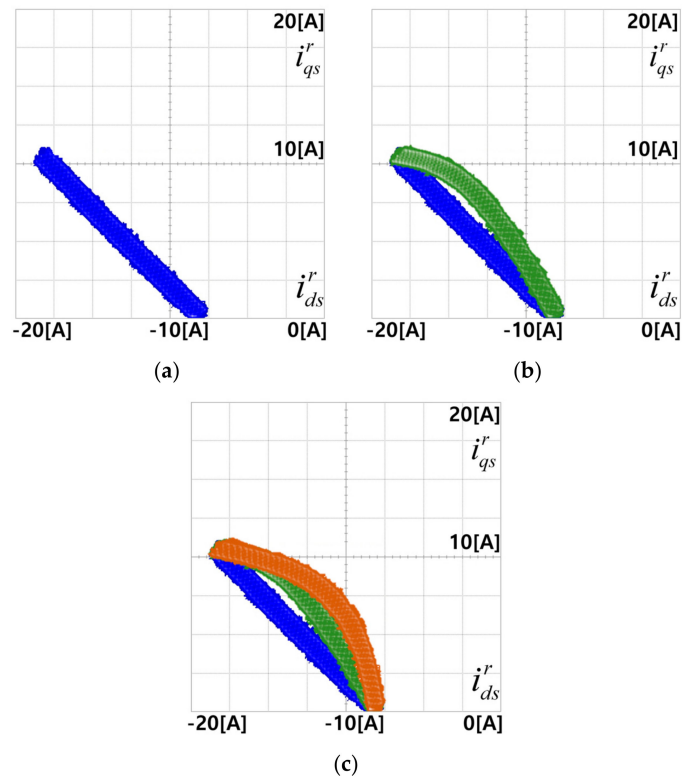 20[A] 20[A]
i^r_qs i^r_qs
10[A] 10[A]
i^r_ds i^r_ds
-20[A] -10[A] 0[A] -20[A] -10[A] 0[A]
(a) (b)
20[A]
i^r_qs
10[A]
i^r_ds
-20[A] -10[A] 0[A]
(c)